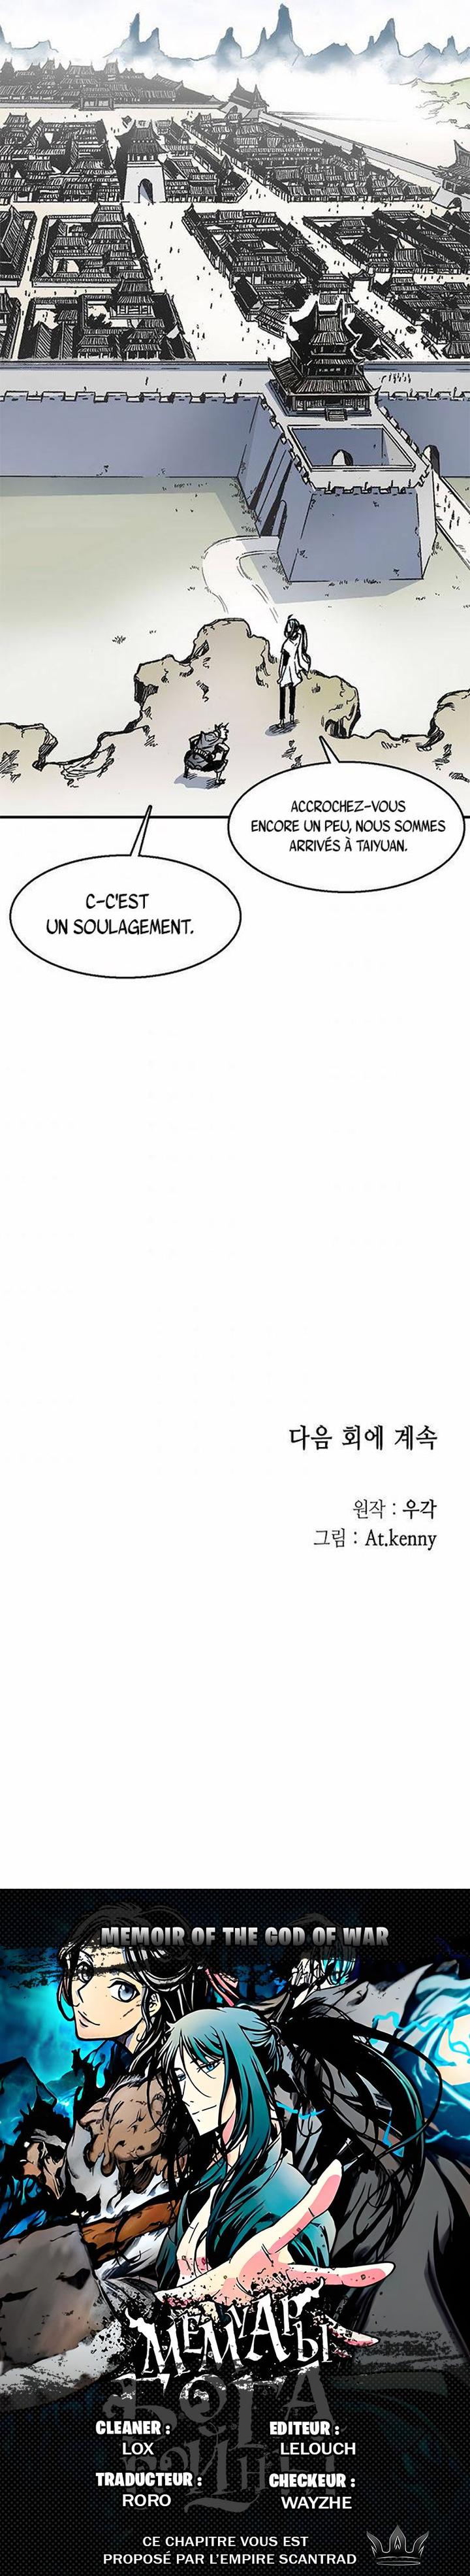 ACCROCHEZ-VOUS
ENCORE UN PEU, NOUS SOMMES
ARRIVÉS À TAIYUAN.
C-C'EST
UN SOULAGEMENT.
다음 회에 계속
원작 : 우각
그림 : At.kenny
MEMOIR OF THE GOD OF WAR
МЕМУАРЫ
БОГА
ВОЙНЫ
CLEANER :
LOX
EDITEUR :
LELOUCH
TRADUCTEUR :
RORO
CHECKEUR :
WAYZHE
CE CHAPITRE VOUS EST
PROPOSÉ PAR L'EMPIRE SCANTRAD